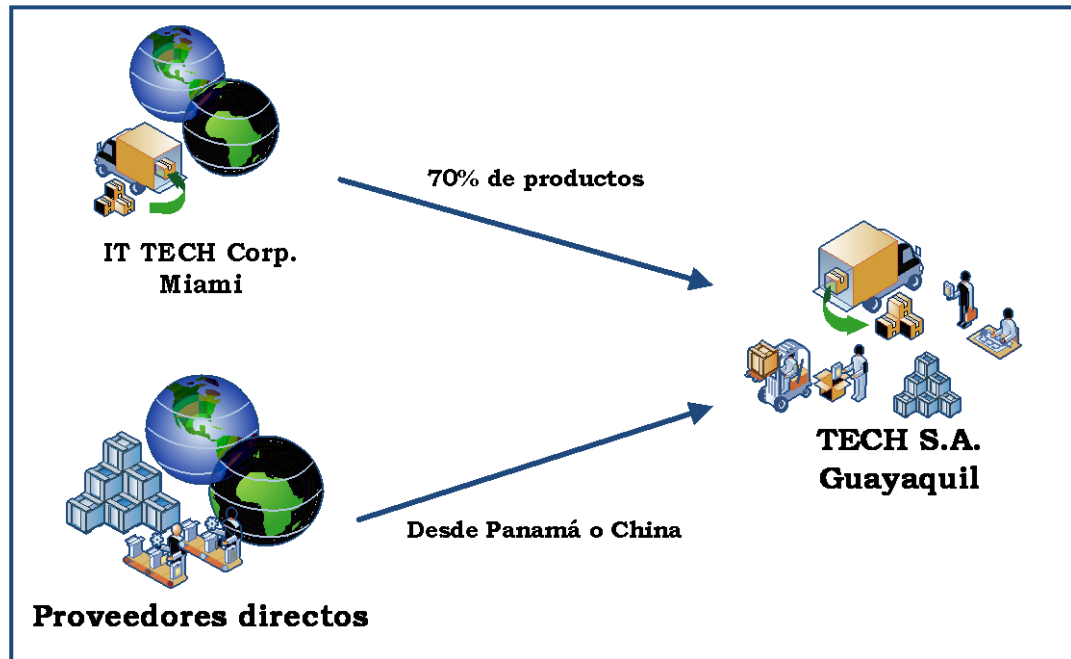 70% de productos
IT TECH Corp.
Miami
TECH S.A.
Guayaquil
Desde Panamá o China
Proveedores directos